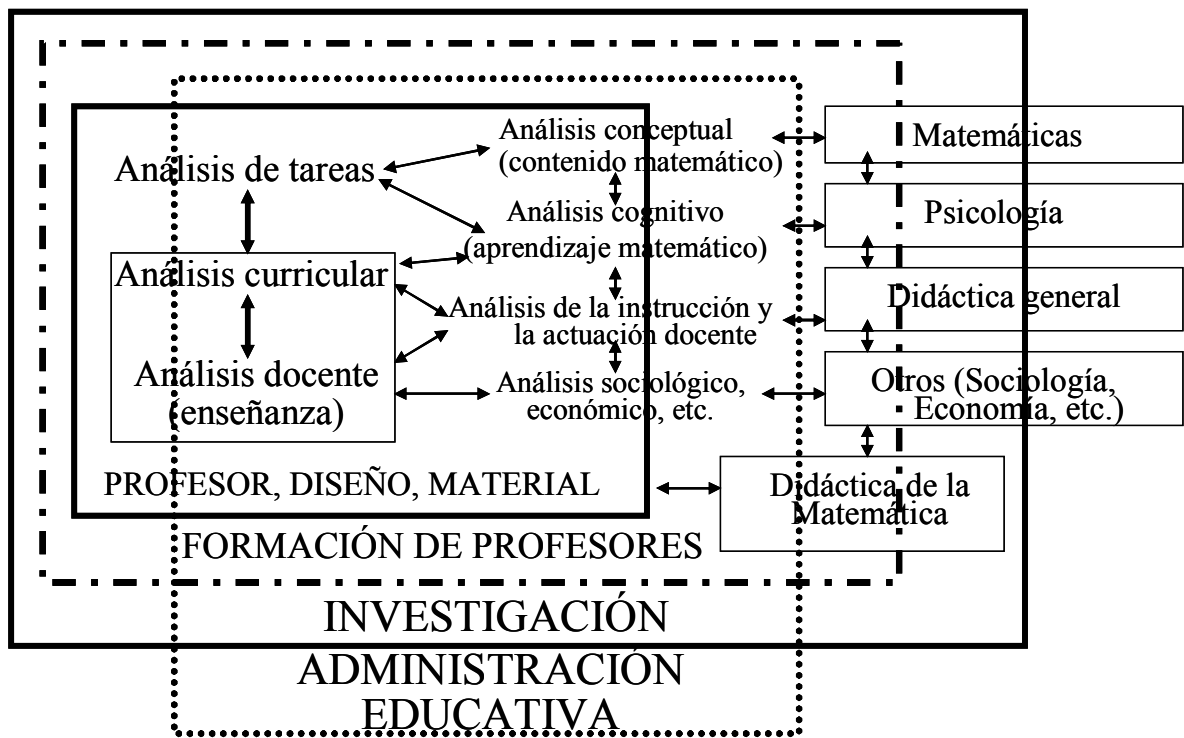 Análisis conceptual
(contenido matemático)
Matemáticas
Análisis de tareas
Análisis cognitivo
(aprendizaje matemático)
Psicología
Análisis curricular
Análisis de la instrucción y
la actuación docente
Didáctica general
Análisis docente
(enseñanza)
Análisis sociológico,
económico, etc.
Otros (Sociología,
Economía, etc.)
PROFESOR, DISEÑO, MATERIAL
Didáctica de la
Matemática
FORMACIÓN DE PROFESORES
INVESTIGACIÓN
ADMINISTRACIÓN
EDUCATIVA